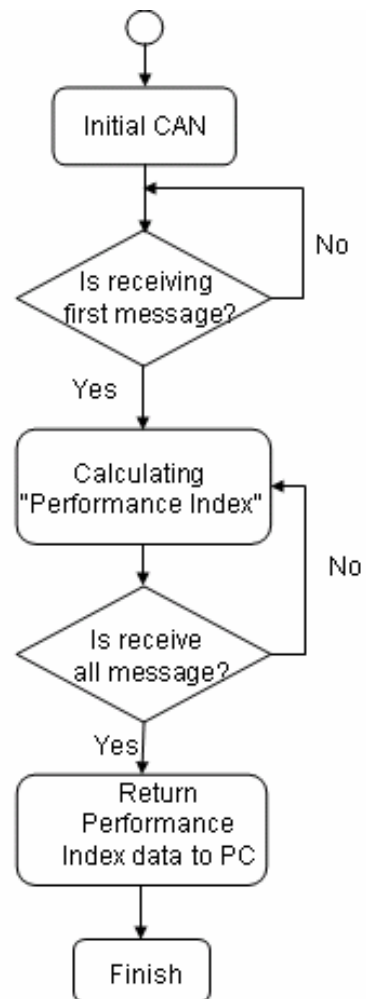 Initial CAN
No
Is receiving
first message?
Yes
Calculating
"Performance Index"
No
Is receive
all message?
Yes
Return
Performance
Index data to PC
Finish